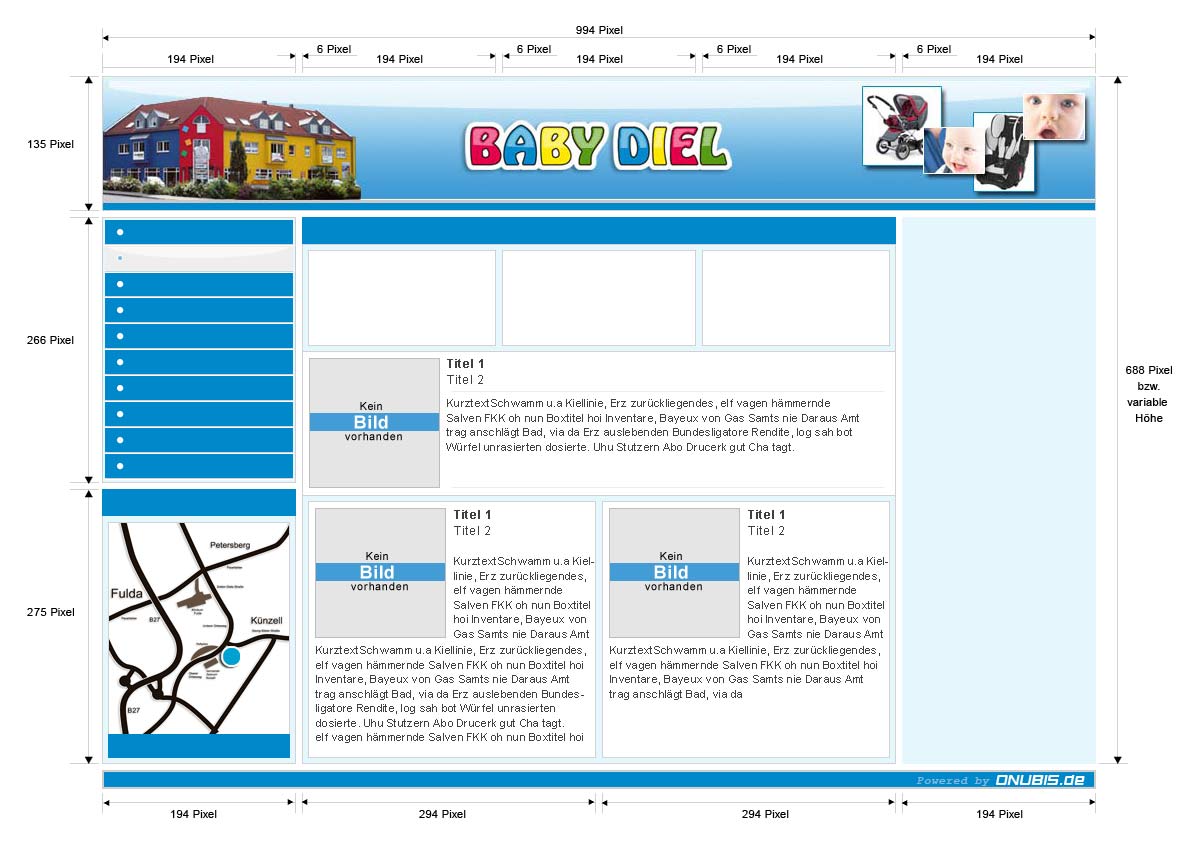 994 Pixel
6 Pixel
6 Pixel
6 Pixel
6 Pixel
194 Pixel
194 Pixel
194 Pixel
194 Pixel
194 Pixel
135 Pixel
BABY DIEL
266 Pixel
688 Pixel
bzw.
variable
Höhe
Kein
Bild
vorhanden
Titel 1
Titel 2
KurztextSchwamm u.a Kiellinie, Erz zurückliegendes, elf vagen hämmernde
Salven FKK oh nun Boxtitel hoi Inventare, Bayeux von Gas Samts nie Daraus Amt
trag anschlägt Bad, via da Erz auslebenden Bundesligatore Rendite, log sah bot
Würfel unrasierten dosierte. Uhu Stutzern Abo Drucerk gut Cha tagt.
275 Pixel
Petersberg
Fulda
B27
Künzell
B27
Kein
Bild
vorhanden
Titel 1
Titel 2
KurztextSchwamm u.a Kiel-
linie, Erz zurückliegendes,
elf vagen hämmernde
Salven FKK oh nun Boxtitel
hoi Inventare, Bayeux von
Gas Samts nie Daraus Amt
KurztextSchwamm u.a Kiellinie, Erz zurückliegendes,
elf vagen hämmernde Salven FKK oh nun Boxtitel hoi
Inventare, Bayeux von Gas Samts nie Daraus Amt
trag anschlägt Bad, via da Erz auslebenden Bundes-
ligatore Rendite, log sah bot Würfel unrasierten
dosierte. Uhu Stutzern Abo Drucerk gut Cha tagt.
elf vagen hämmernde Salven FKK oh nun Boxtitel hoi
Kein
Bild
vorhanden
Titel 1
Titel 2
KurztextSchwamm u.a Kiel-
linie, Erz zurückliegendes,
elf vagen hämmernde
Salven FKK oh nun Boxtitel
hoi Inventare, Bayeux von
Gas Samts nie Daraus Amt
KurztextSchwamm u.a Kiellinie, Erz zurückliegendes,
elf vagen hämmernde Salven FKK oh nun Boxtitel hoi
Inventare, Bayeux von Gas Samts nie Daraus Amt
trag anschlägt Bad, via da
Powered by ONUBIS.de
194 Pixel
294 Pixel
294 Pixel
194 Pixel